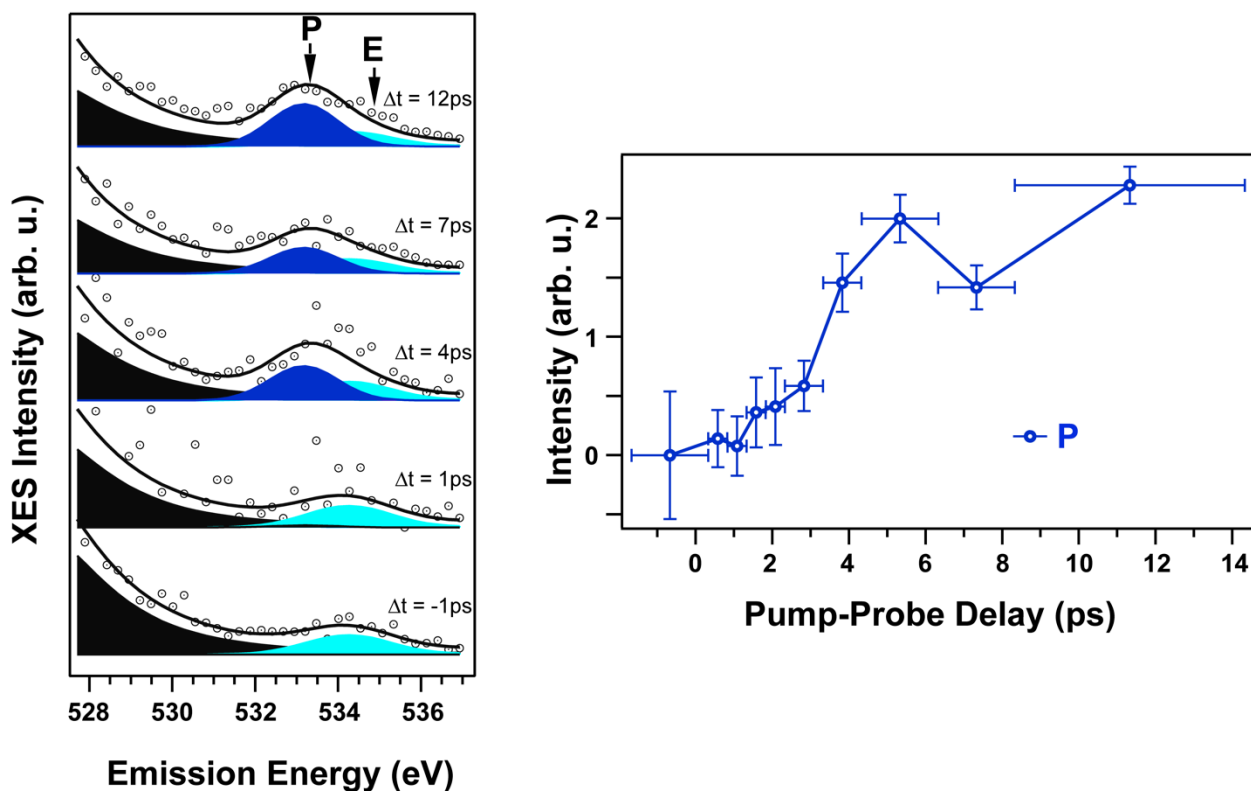 P
E
Δt = 12ps
Δt = 7ps
Δt = 4ps
Δt = 1ps
Δt = -1ps
XES Intensity (arb. u.)
528 530 532 534 536
Emission Energy (eV)
Intensity (arb. u.)
2
1
0
P
0 2 4 6 8 10 12 14
Pump-Probe Delay (ps)